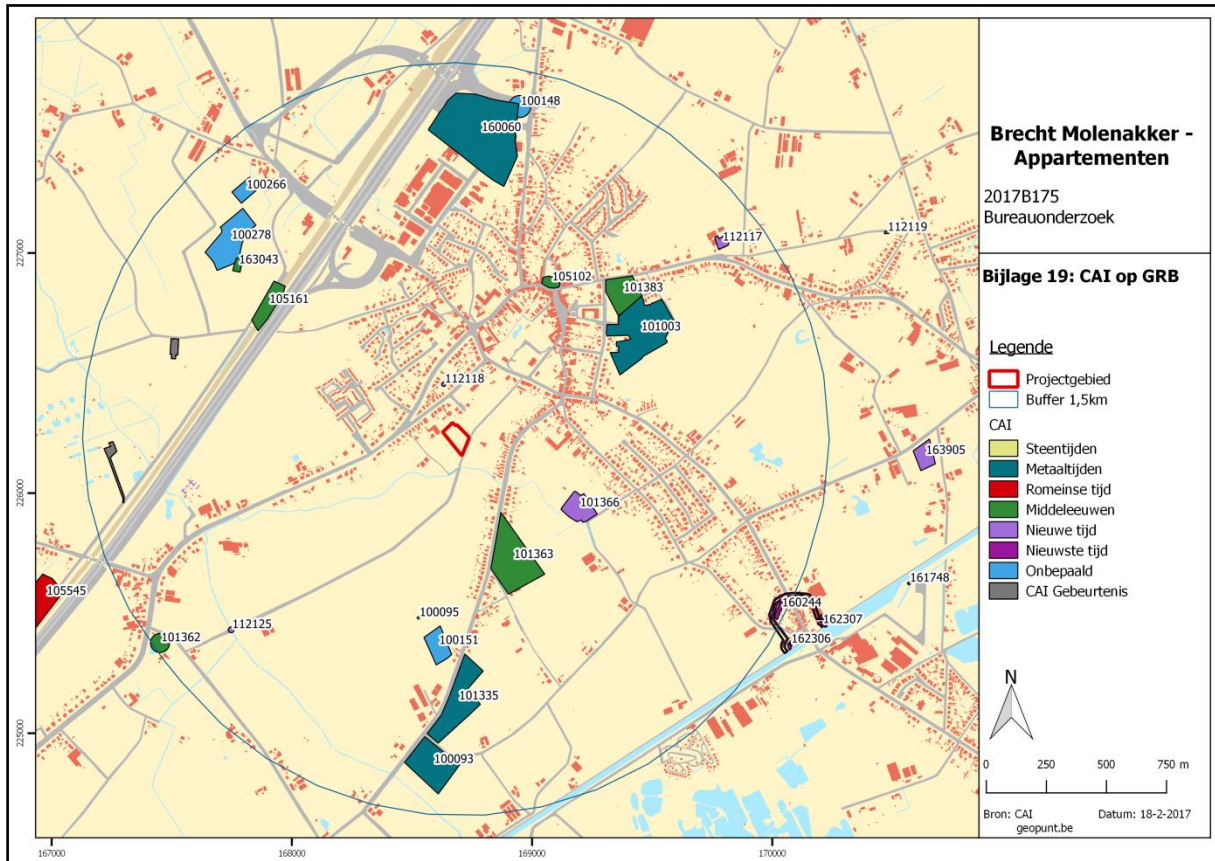 100148
160060
100266
100278
163043
105161
105102
101383
101003
112117
112119
112118
163905
101366
101363
105545
101362
112125
100095
100151
101335
100093
160244
162307
162306
161748
227000
226000
225000
167000
168000
169000
170000
Brecht Molenakker -
Appartementen
2017B175
Bureauonderzoek
Bijlage 19: CAI op GRB
Legende
Projectgebied
Buffer 1,5km
CAI
Steentijden
Metaaltijden
Romeinse tijd
Middeleeuwen
Nieuwe tijd
Nieuwste tijd
Onbepaald
CAI Gebeurtenis
N
0 250 500 750 m
Bron: CAI Datum: 18-2-2017
geopunt.be